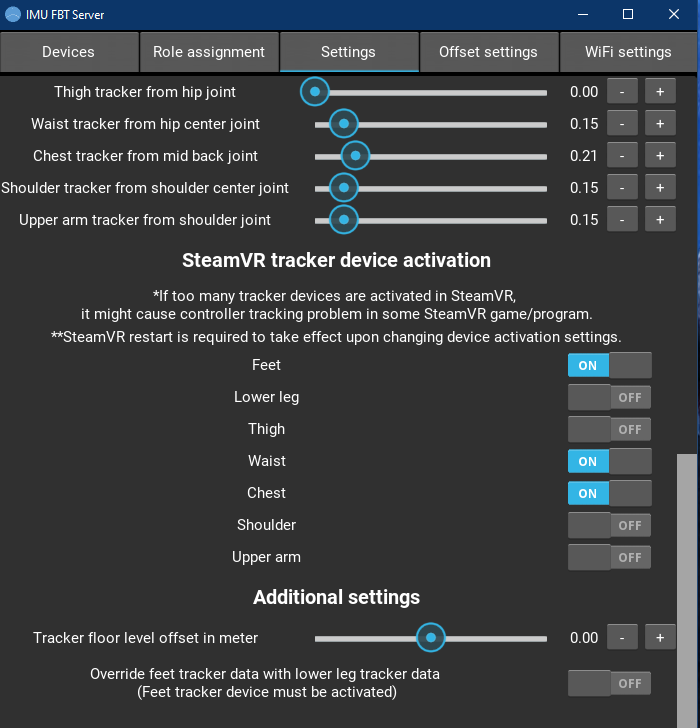 IMU FBT Server
Devices Role assignment Settings Offset settings WiFi settings
Thigh tracker from hip joint 0.00 - +
Waist tracker from hip center joint 0.15 - +
Chest tracker from mid back joint 0.21 - +
Shoulder tracker from shoulder center joint 0.15 - +
Upper arm tracker from shoulder joint 0.15 - +
SteamVR tracker device activation
*If too many tracker devices are activated in SteamVR,
it might cause controller tracking problem in some SteamVR game/program.
**SteamVR restart is required to take effect upon changing device activation settings.
Feet ON
Lower leg OFF
Thigh OFF
Waist ON
Chest ON
Shoulder OFF
Upper arm OFF
Additional settings
Tracker floor level offset in meter 0.00 - +
Override feet tracker data with lower leg tracker data
(Feet tracker device must be activated) OFF